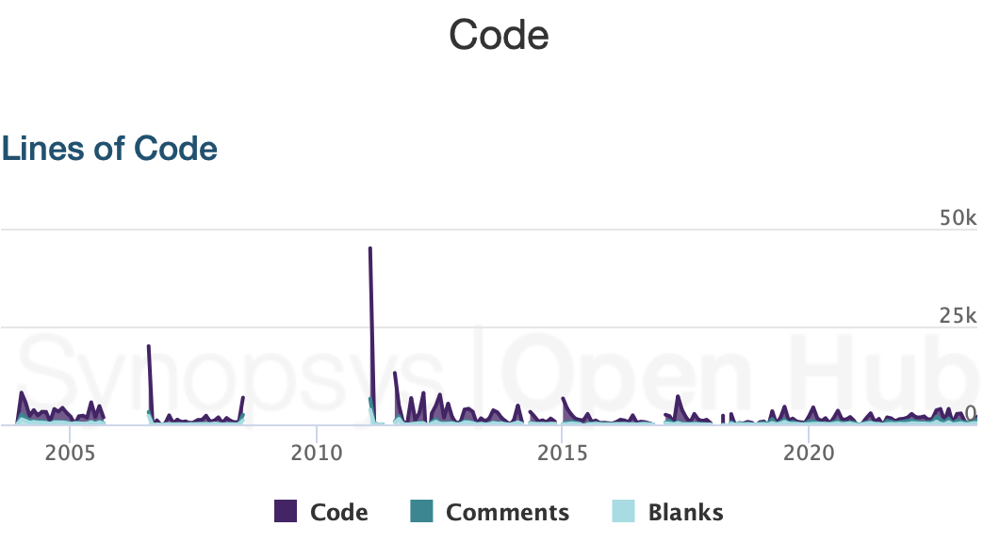 Code
Lines of Code
50k
25k
Synopsys | Open Hub
0
2005 2010 2015 2020
Code Comments Blanks